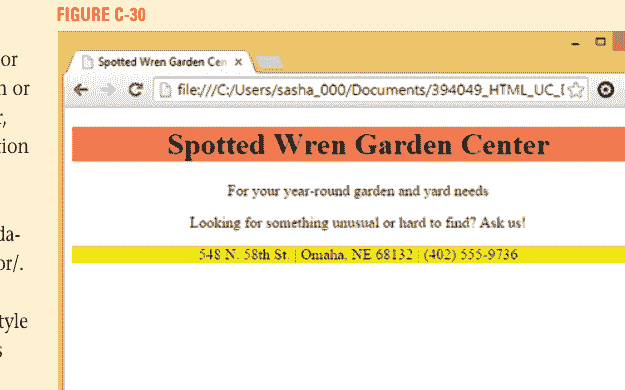 FIGURE C-30
or
n or
r,
tion
da-
or/.
tyle
s
Spotted Wren Garden Cen
file:///C:/Users/sasha_000/Documents/394049_HTML_UC_
Spotted Wren Garden Center
For your year-round garden and yard needs
Looking for something unusual or hard to find? Ask us!
548 N. 58th St. | Omaha, NE 68132 | (402) 555-9736